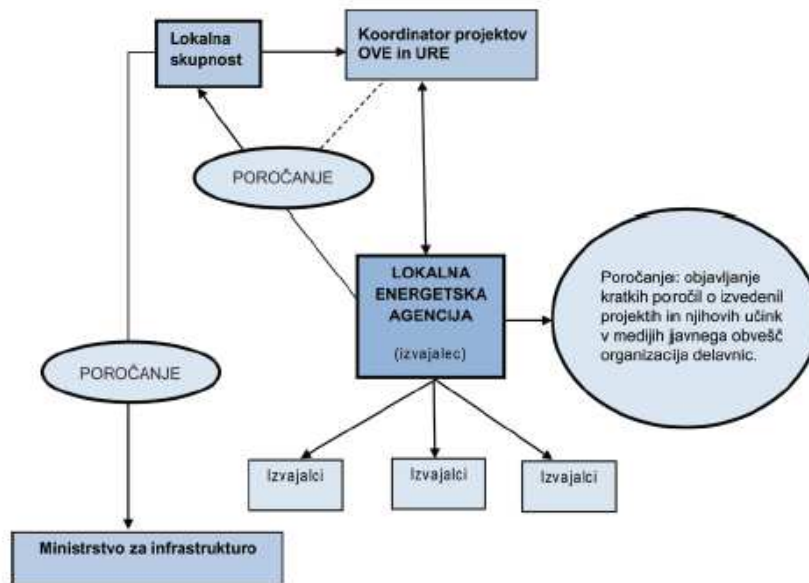 Lokalna
skupnost
Koordinator projektov
OVE in URE
POROČANJE
LOKALNA
ENERGETSKA
AGENCIJA
(izvajalec)
Poročanje: objavljanje
kratkih poročil o izvedenil
projektih in njihovih učink
v medijih jjavnega obvešč
organizacija delavnic.
POROČANJE
Izvajalci
Izvajalci
Izvajalci
Ministrstvo za infrastrukturo